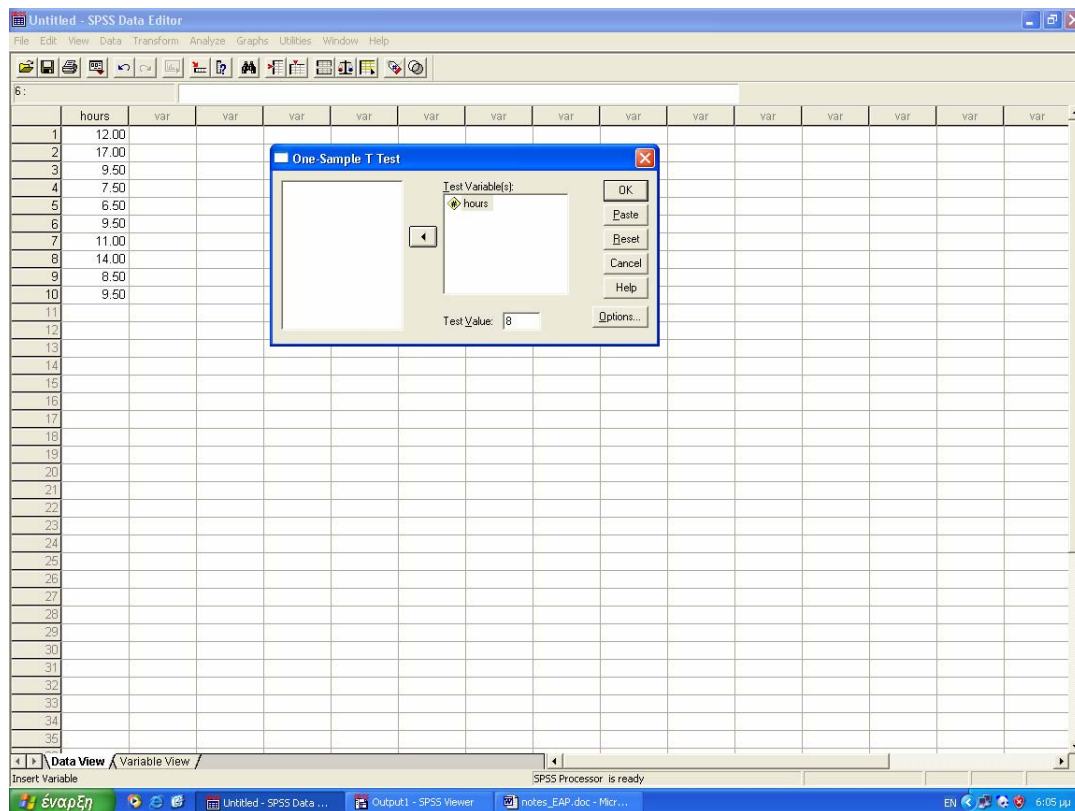 Untitled - SPSS Data Editor
File Edit View Data Transform Analyze Graphs Utilities Window Help
6 :
hours var var var var var var var var var var var var var var
1 12.00
2 17.00
3 9.50
4 7.50
5 6.50
6 9.50
7 11.00
8 14.00
9 8.50
10 9.50
11
12
13
14
15
16
17
18
19
20
21
22
23
24
25
26
27
28
29
30
31
32
33
34
35
One-Sample T Test
Test Variable(s):
hours
OK
Paste
Reset
Cancel
Help
Test Value: 8
Options...
Data View Variable View
Insert Variable SPSS Processor is ready
έναρξη Untitled - SPSS Data ... Output1 - SPSS Viewer notes_EAP.doc - Micr... EN 6:05 μμ